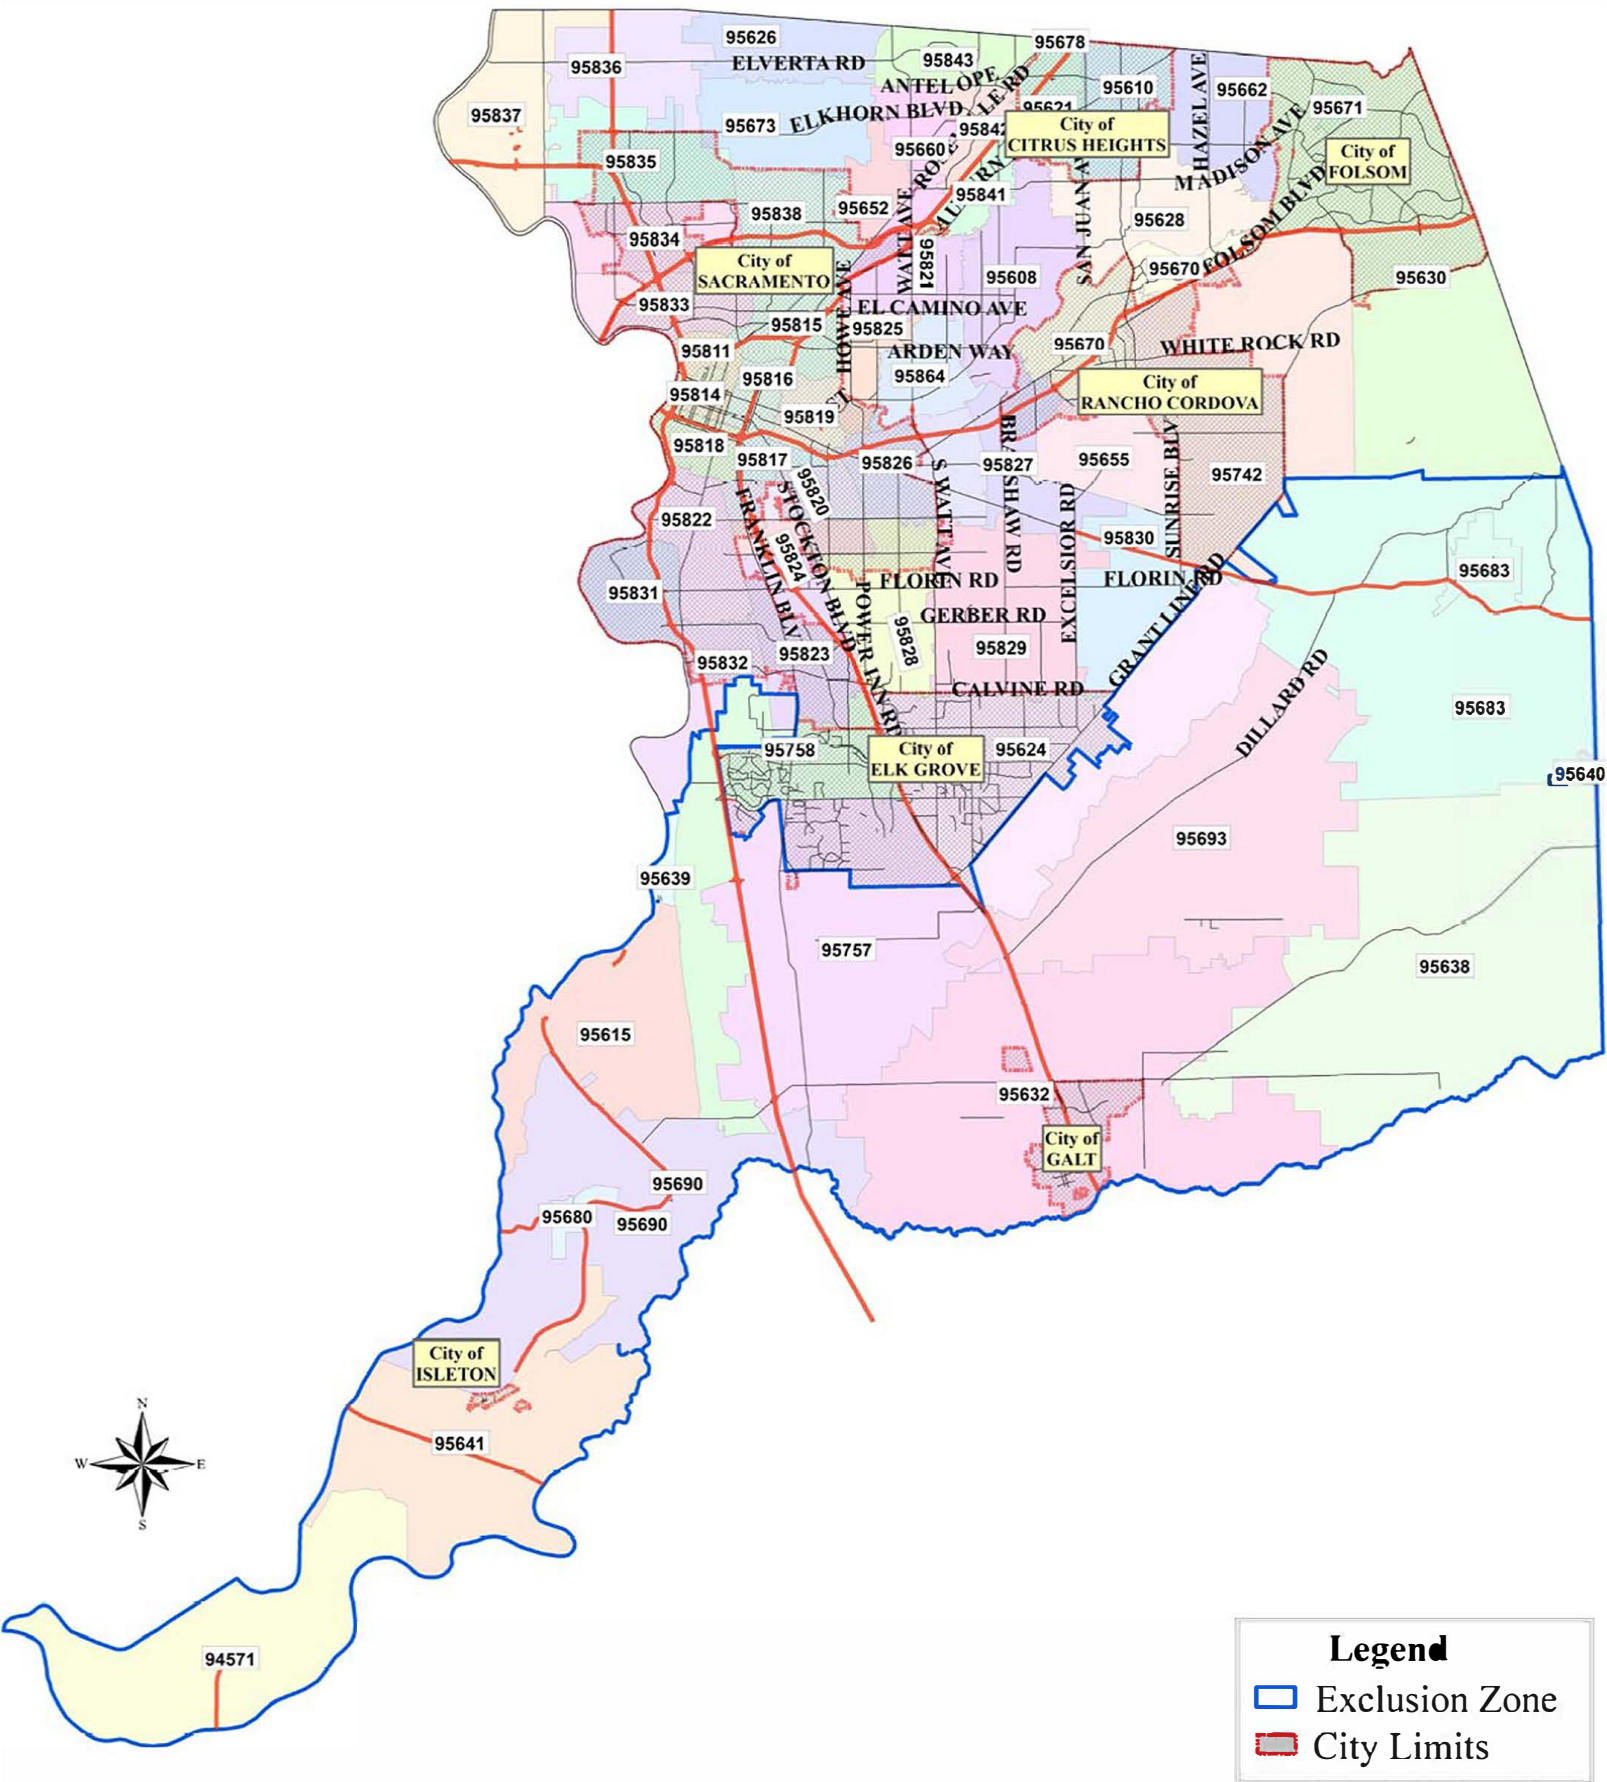 95626
95678
ELVERTA RD
95843
95836
ANTELOPE RD
95610
HAZEL AVE
95662
95671
95837
95673
ELKHORN BLVD
95621
95842
City of
CITRUS HEIGHTS
MADISON AVE
City of
FOLSOM
95660
95835
95841
95652
WATT AVE
SAN JUAN AV
95838
95628
FOLSOM BLVD
95834
95821
City of
SACRAMENTO
95670
95608
95630
HOWE AVE
95833
EL CAMINO AVE
95815
95825
95811
ARDEN WAY
95670
WHITE ROCK RD
95816
95864
City of
RANCHO CORDOVA
95814
95819
95818
95817
95826
95827
95655
95742
SUNRISE BLV
95820
S WATT AVE
BRADSHAW RD
EXCELSIOR RD
STOCKTON BLVD
FRANKLIN BLV
95822
95824
95830
95831
FLORIN RD
FLORIN RD
95683
POWER INN RD
GERBER RD
GRANT LINE RD
95828
95829
95823
95832
CALVINE RD
DILLARD RD
95683
95758
City of
ELK GROVE
95624
95640
95693
95639
95757
95638
95615
95632
City of
GALT
95690
95680
95690
City of
ISLETON
95641
N
W
E
S
94571
Legend
Exclusion Zone
City Limits